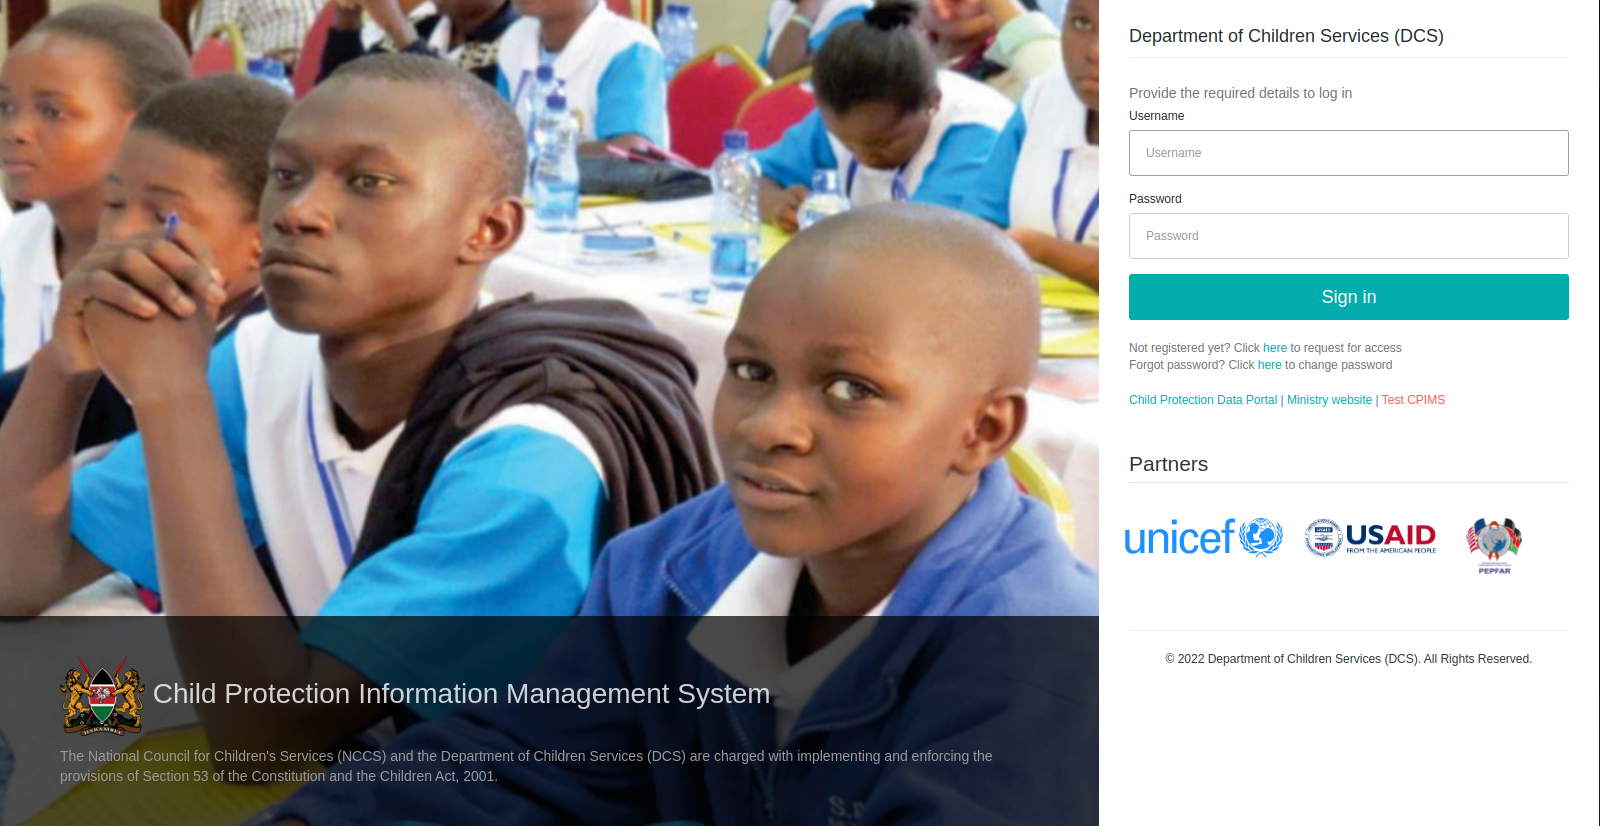 Department of Children Services (DCS)
Provide the required details to log in
Username
Username
Password
Password
Sign in
Not registered yet? Click here to request for access
Forgot password? Click here to change password
Child Protection Data Portal | Ministry website | Test CPIMS
Partners
unicef
USAID
FROM THE AMERICAN PEOPLE
PEPFAR
© 2022 Department of Children Services (DCS). All Rights Reserved.
HARAMBEE
Child Protection Information Management System
The National Council for Children's Services (NCCS) and the Department of Children Services (DCS) are charged with implementing and enforcing the
provisions of Section 53 of the Constitution and the Children Act, 2001.